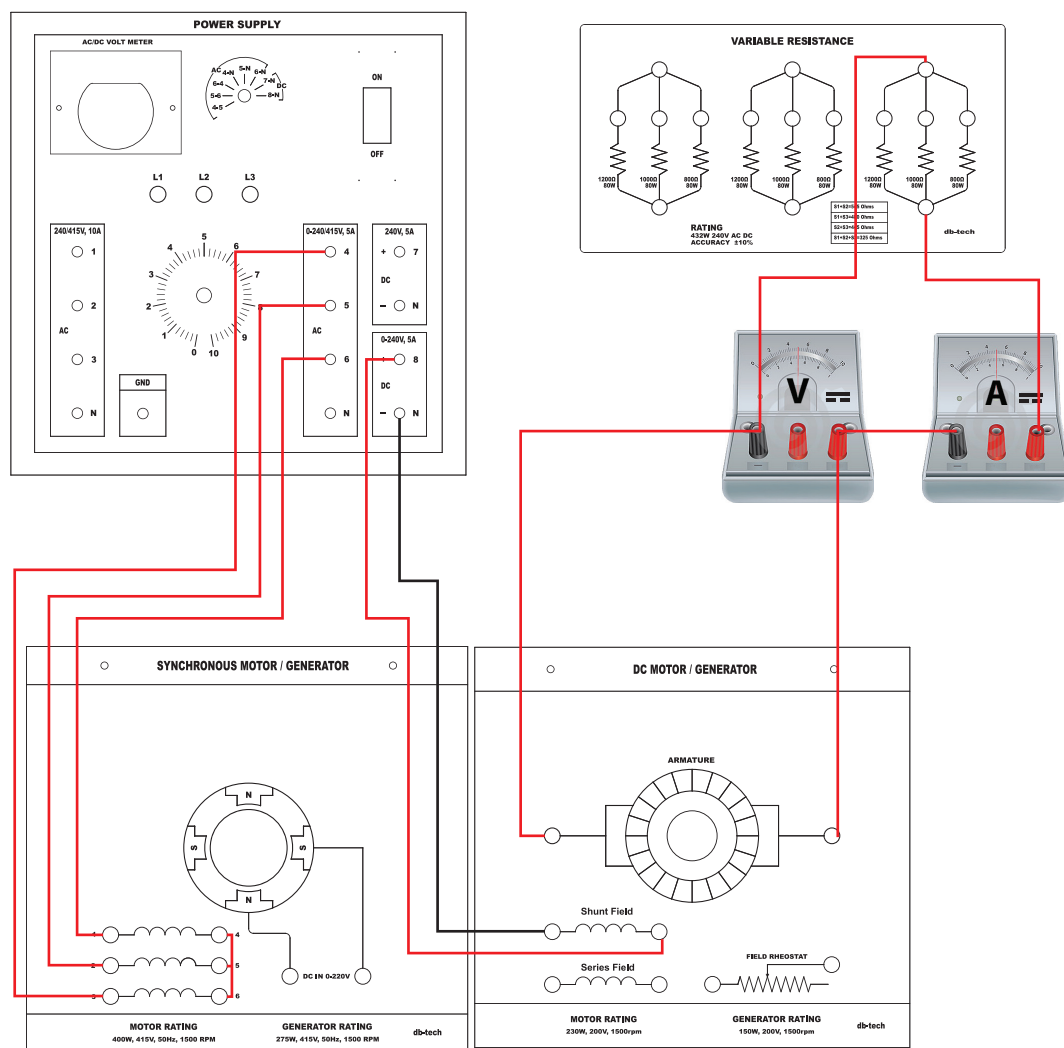 POWER SUPPLY
AC/DC VOLT METER
AC
4-N
5-N
6-N
7-N
DC
8-N
6-4
5-6
4-5
ON
OFF
L1
L2
L3
240/415V, 10A
1
2
AC
3
N
0
1
2
3
4
5
6
7
8
9
10
GND
0-240/415V, 5A
4
5
AC
6
N
240V, 5A
+ 7
DC
− N
0-240V, 5A
+ 8
DC
− N
VARIABLE RESISTANCE
1200Ω
80W
1000Ω
80W
800Ω
80W
1200Ω
80W
1000Ω
80W
800Ω
80W
1200Ω
80W
1000Ω
80W
800Ω
80W
RATING
432W 240V AC DC
ACCURACY ±10%
db-tech
V
A
SYNCHRONOUS MOTOR / GENERATOR
N
S
S
N
1
4
2
5
3
6
DC IN 0-220V
MOTOR RATING
400W, 415V, 50Hz, 1500 RPM
GENERATOR RATING
275W, 415V, 50Hz, 1500 RPM
db-tech
DC MOTOR / GENERATOR
ARMATURE
Shunt Field
Series Field
FIELD RHEOSTAT
MOTOR RATING
230W, 200V, 1500rpm
GENERATOR RATING
150W, 200V, 1500rpm
db-tech